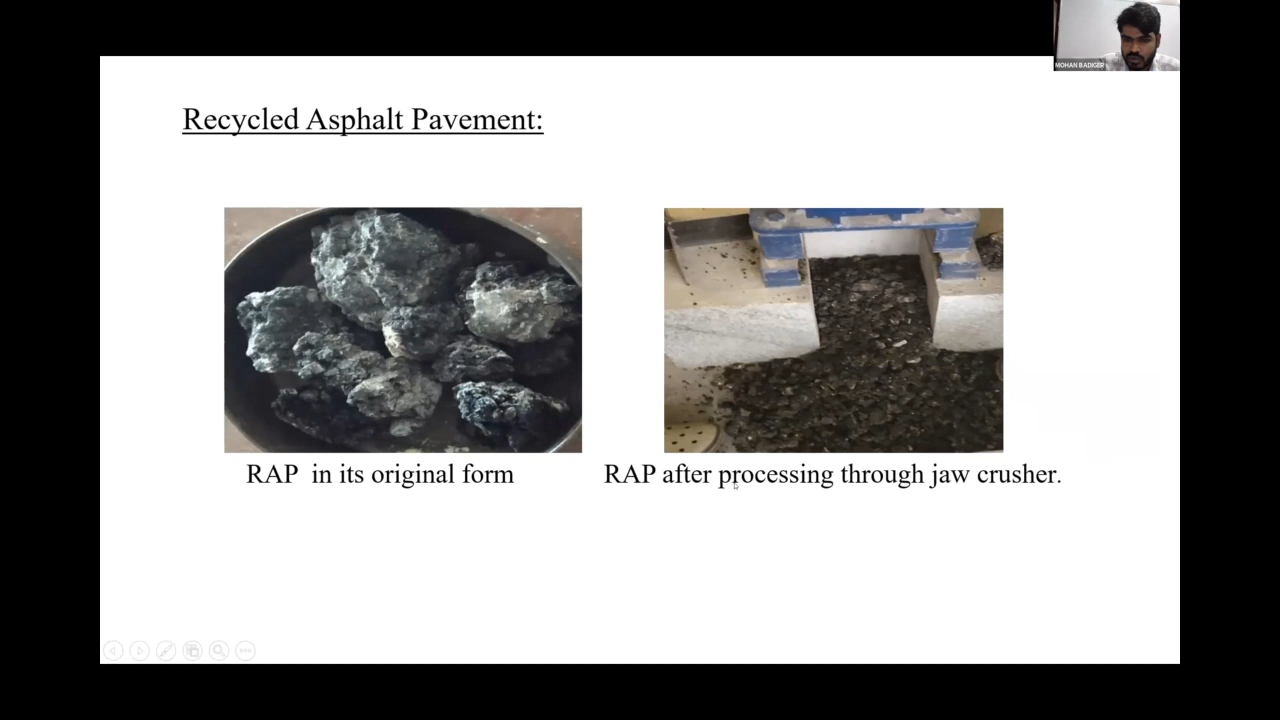 MOHAN BADIGER
Recycled Asphalt Pavement:
RAP in its original form
RAP after processing through jaw crusher.